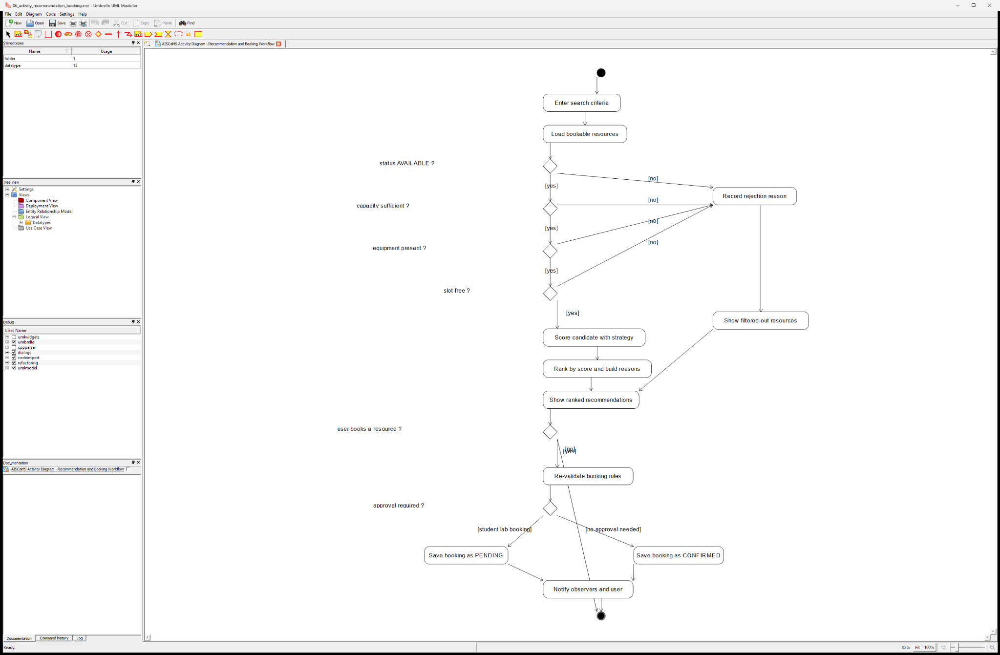 06_activity_recommendation_booking.xmi – Umbrello UML Modeller
File Edit Diagram Code Settings Help
New Open Save Cut Copy Paste Find
Stereotypes
Name Usage
folder 1
datatype 13
Tree View
Settings
Views
Component View
Deployment View
Entity Relationship Model
Logical View
Datatypes
Use Case View
Debug
Class Name
umlwidgets
umbrello
cppparser
dialogs
codeimport
refactoring
umlmodel
Documentation
AISCaMS Activity Diagram - Recommendation and Booking Workflow
Documentation Command history Log
Ready.
AISCaMS Activity Diagram - Recommendation and Booking Workflow
Enter search criteria
Load bookable resources
status AVAILABLE ?
[no]
[yes]
Record rejection reason
[no]
capacity sufficient ?
[no]
[yes]
[no]
equipment present ?
[yes]
slot free ?
[yes]
Show filtered-out resources
Score candidate with strategy
Rank by score and build reasons
Show ranked recommendations
user books a resource ?
[no]
[yes]
Re-validate booking rules
approval required ?
[student lab booking] [no approval needed]
Save booking as PENDING Save booking as CONFIRMED
Notify observers and user
82% Fit 100%